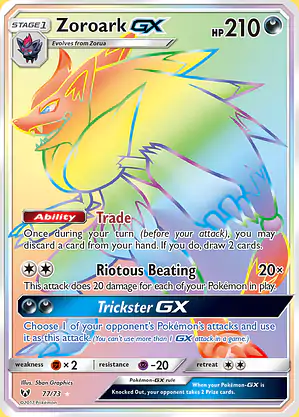 STAGE 1 Zoroark GX HP 210
Evolves from Zorua
Ability Trade
Once during your turn (before your attack), you may
discard a card from your hand. If you do, draw 2 cards.
Riotous Beating 20×
This attack does 20 damage for each of your Pokémon in play.
Trickster GX
Choose 1 of your opponent's Pokémon's attacks and use
it as this attack. (You can't use more than 1 GX attack in a game.)
weakness × 2 resistance -20 retreat
Illus. 5ban Graphics
Pokémon-GX rule
When your Pokémon-GX is
Knocked Out, your opponent takes 2 Prize cards.
77/73
©2017 Pokémon